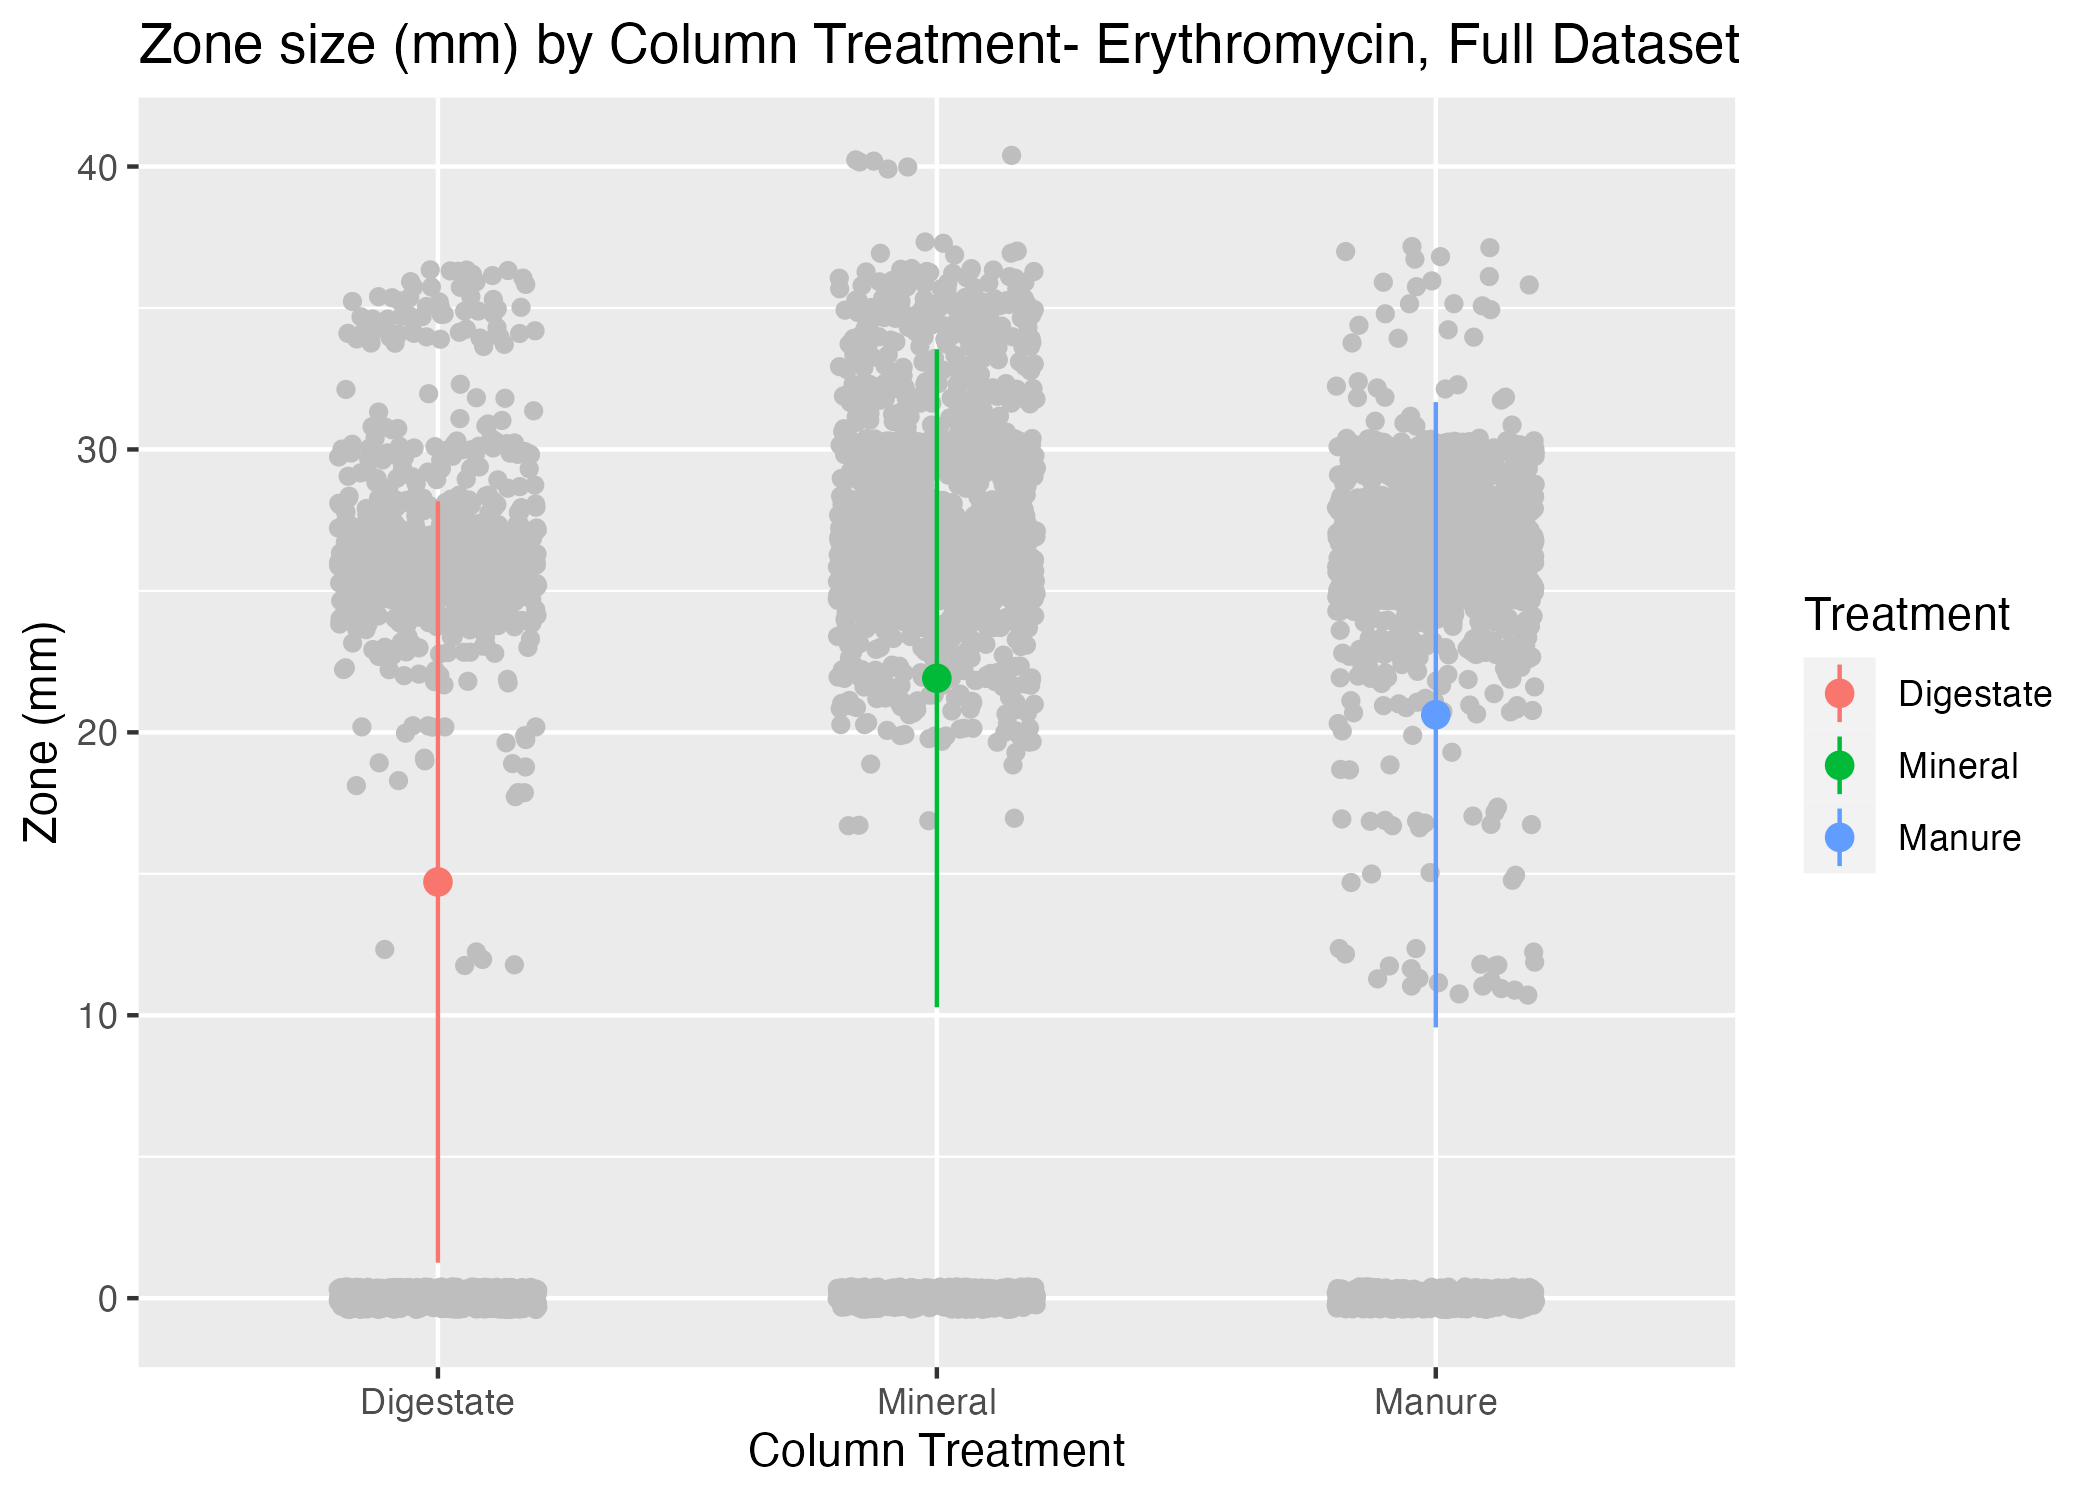 Zone size (mm) by Column Treatment- Erythromycin, Full Dataset
40
30
20
10
0
Zone (mm)
Digestate
Mineral
Manure
Column Treatment
Treatment
Digestate
Mineral
Manure